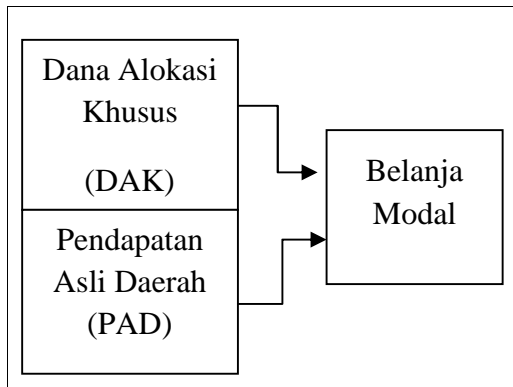 Dana Alokasi
Khusus
(DAK)
Pendapatan
Asli Daerah
(PAD)
Belanja
Modal